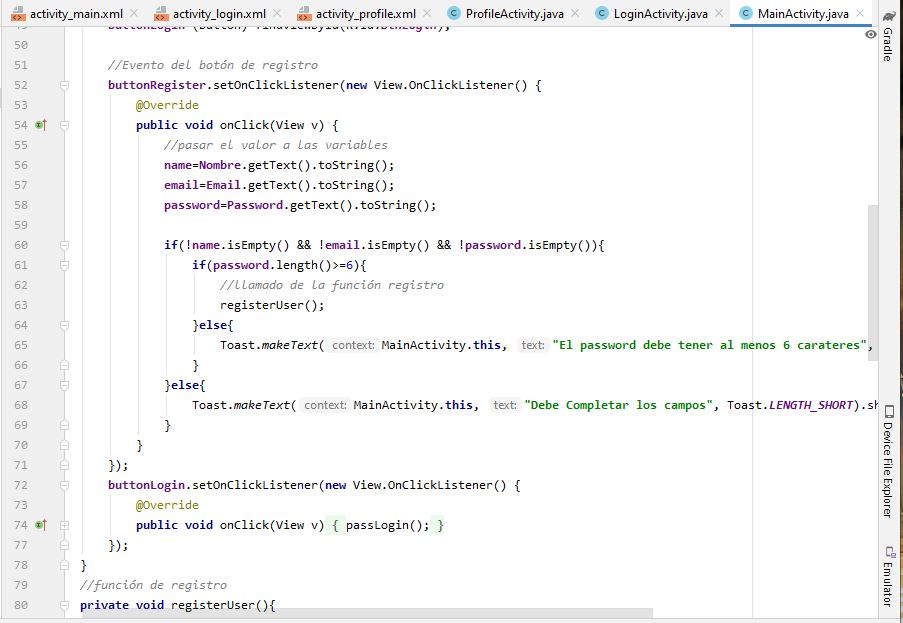 activity_main.xml activity_login.xml activity_profile.xml ProfileActivity.java LoginActivity.java MainActivity.java
50
51 //Evento del botón de registro
52 buttonRegister.setOnClickListener(new View.OnClickListener() {
53 @Override
54 public void onClick(View v) {
55 //pasar el valor a las variables
56 name=Nombre.getText().toString();
57 email=Email.getText().toString();
58 password=Password.getText().toString();
59
60 if(!name.isEmpty() && !email.isEmpty() && !password.isEmpty()){
61 if(password.length()>=6){
62 //llamado de la función registro
63 registerUser();
64 }else{
65 Toast.makeText( context: MainActivity.this, text: "El password debe tener al menos 6 carateres",
66 }
67 }else{
68 Toast.makeText( context: MainActivity.this, text: "Debe Completar los campos", Toast.LENGTH_SHORT).sh
69 }
70 }
71 });
72 buttonLogin.setOnClickListener(new View.OnClickListener() {
73 @Override
74 public void onClick(View v) { passLogin(); }
77 });
78 }
79 //función de registro
80 private void registerUser(){
Gradle
Device File Explorer
Emulator